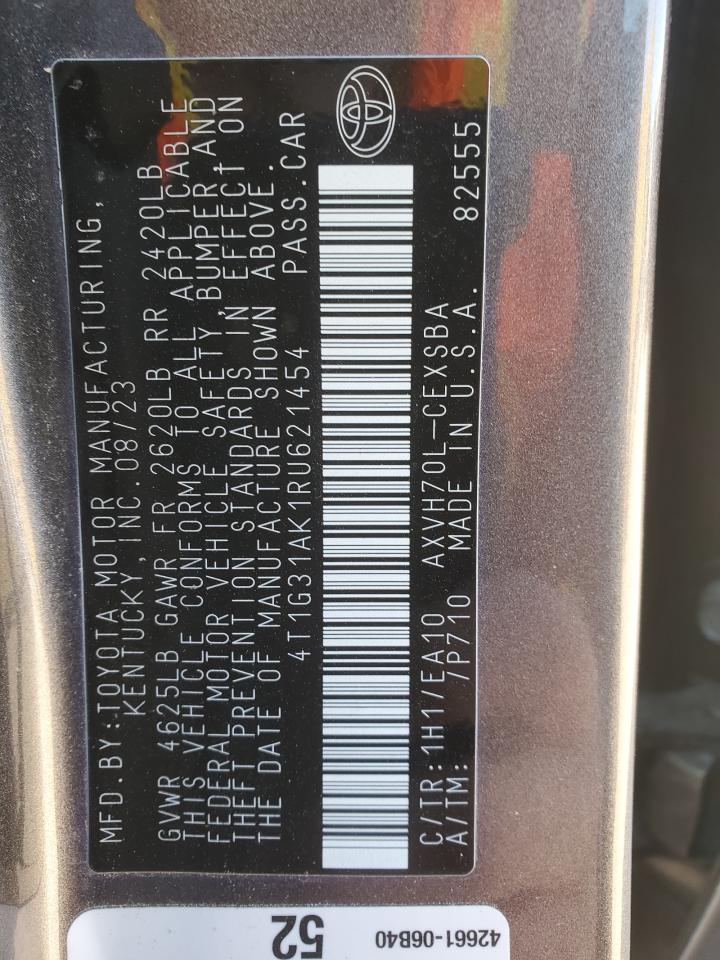 MFD.BY:TOYOTA MOTOR MANUFACTURING,
KENTUCKY,INC.08/23
GVWR 4625LB GAWR FR 2620LB RR 2420LB
THIS VEHICLE CONFORMS TO ALL APPLICABLE
FEDERAL MOTOR VEHICLE SAFETY, BUMPER,AND
THEFT PREVENTION STANDARDS IN EFFECT ON
THE DATE OF MANUFACTURE SHOWN ABOVE.
4T1G31AK1RU621454 PASS.CAR
C/TR:1H1/EA10 AXVH70L-CEXSBA
A/TM: /P710 MADE IN U.S.A. 82555
52
42661-06B40